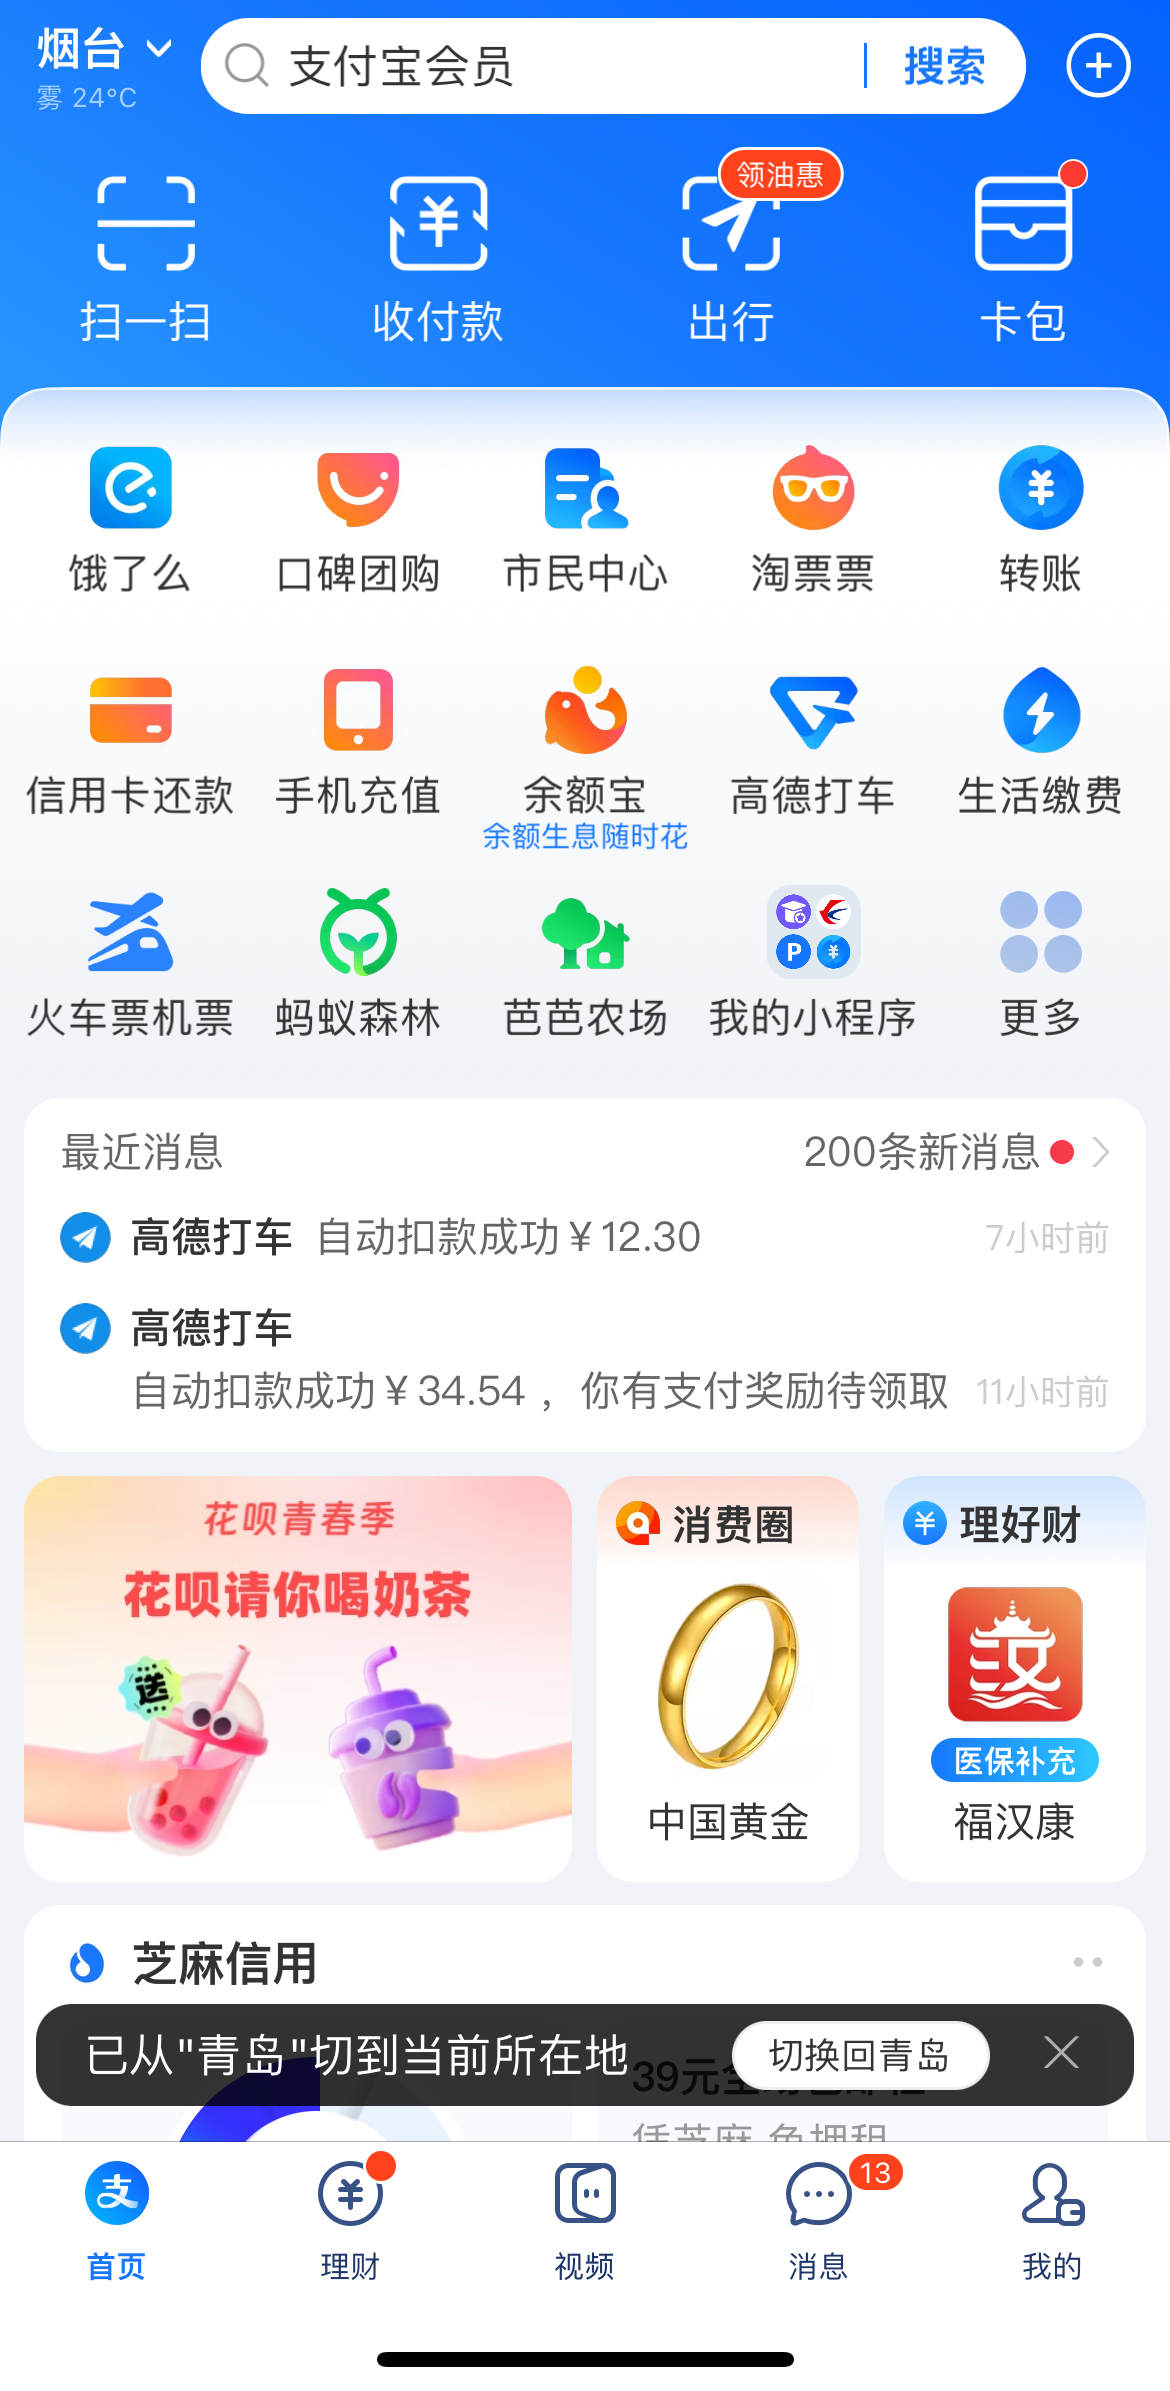 烟台
雾 24°C
支付宝会员
搜索
领油惠
扫一扫
收付款
出行
卡包
饿了么
口碑团购
市民中心
淘票票
转账
信用卡还款
手机充值
余额宝
高德打车
生活缴费
余额生息随时花
火车票机票
蚂蚁森林
芭芭农场
我的小程序
更多
最近消息
200条新消息
高德打车 自动扣款成功￥12.30
7小时前
高德打车
自动扣款成功￥34.54 ，你有支付奖励待领取
11小时前
花呗青春季
花呗请你喝奶茶
送
消费圈
中国黄金
理好财
医保补充
福汉康
芝麻信用
已从"青岛"切到当前所在地
切换回青岛
39元全
首页
理财
视频
13
消息
我的